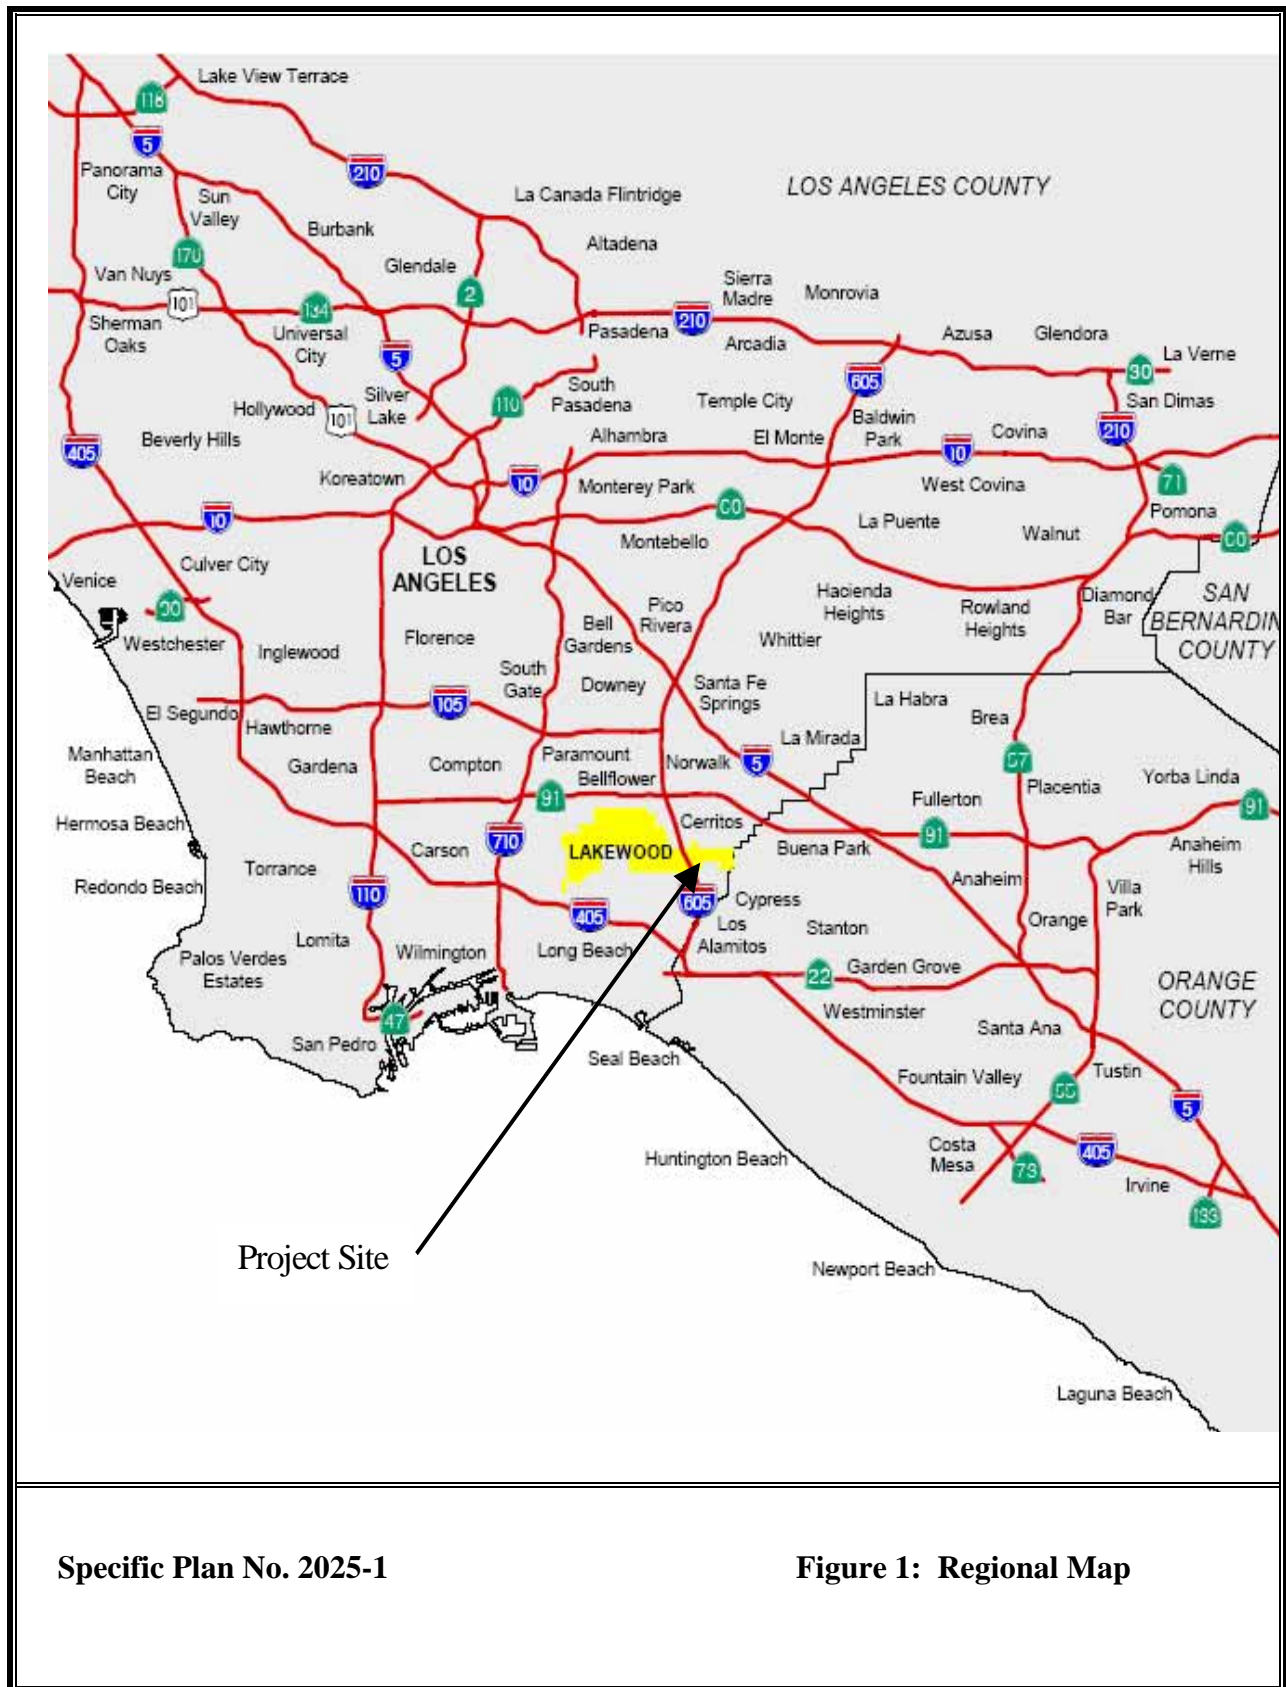 Lake View Terrace
118
5
Panorama
City
Sun
Valley
210
La Canada Flintridge
LOS ANGELES COUNTY
Burbank
Altadena
170
Glendale
Van Nuys
101
134
2
Sierra
Madre
Monrovia
Sherman
Oaks
Universal
City
5
Pasadena
210
Arcadia
Azusa
Glendora
La Verne
30
605
San Dimas
Hollywood
101
Silver
Lake
110
South
Pasadena
Temple City
Baldwin
Park
210
Covina
Beverly Hills
405
Alhambra
El Monte
10
Koreatown
10
Monterey Park
West Covina
71
10
La Puente
Walnut
Pomona
Montebello
LOS
ANGELES
Culver City
Venice
Westchester
Inglewood
Florence
Bell
Gardens
Pico
Rivera
Whittier
Hacienda
Heights
Rowland
Heights
Diamond
Bar
SAN
BERNARDIN
COUNTY
South
Gate
Downey
Santa Fe
Springs
La Habra
Brea
El Segundo
105
Hawthorne
La Mirada
Manhattan
Beach
Gardena
Compton
Paramount
Bellflower
Norwalk
5
57
Placentia
Yorba Linda
91
91
Fullerton
91
Hermosa Beach
Cerritos
Buena Park
Anaheim
Hills
Carson
710
LAKEWOOD
Torrance
Redondo Beach
110
405
605
Cypress
Anaheim
Villa
Park
Orange
Lomita
Wilmington
Long Beach
Los
Alamitos
Stanton
Palos Verdes
Estates
22
Garden Grove
ORANGE
COUNTY
Westminster
47
San Pedro
Santa Ana
Seal Beach
Fountain Valley
Tustin
55
5
Costa
Mesa
73
405
Irvine
133
Huntington Beach
Project Site
Newport Beach
Laguna Beach
Specific Plan No. 2025-1
Figure 1: Regional Map